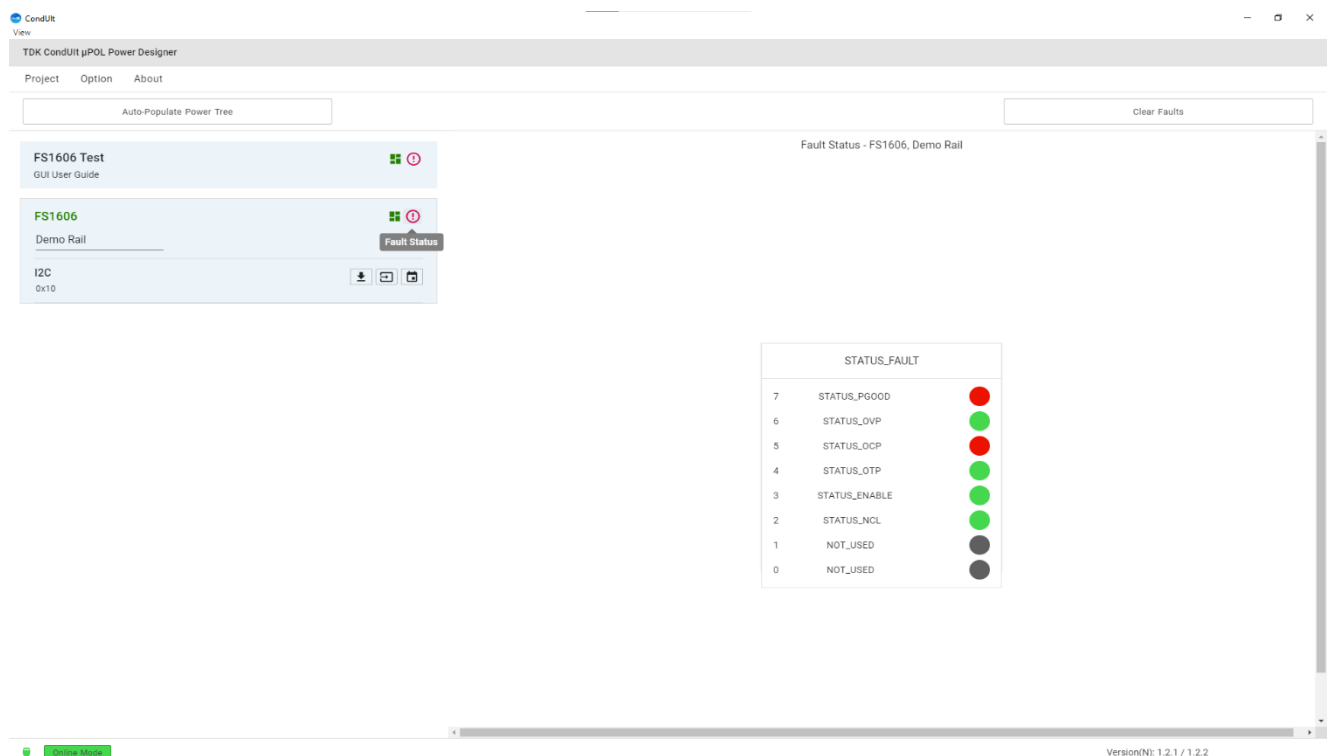 CondUIt
View
TDK CondUIt µPOL Power Designer
Project Option About
Auto-Populate Power Tree
Clear Faults
FS1606 Test
GUI User Guide
FS1606
Demo Rail
Fault Status
I2C
0x10
Fault Status - FS1606, Demo Rail
STATUS_FAULT
7 STATUS_PGOOD
6 STATUS_OVP
5 STATUS_OCP
4 STATUS_OTP
3 STATUS_ENABLE
2 STATUS_NCL
1 NOT_USED
0 NOT_USED
Online Mode
Version(N): 1.2.1 / 1.2.2